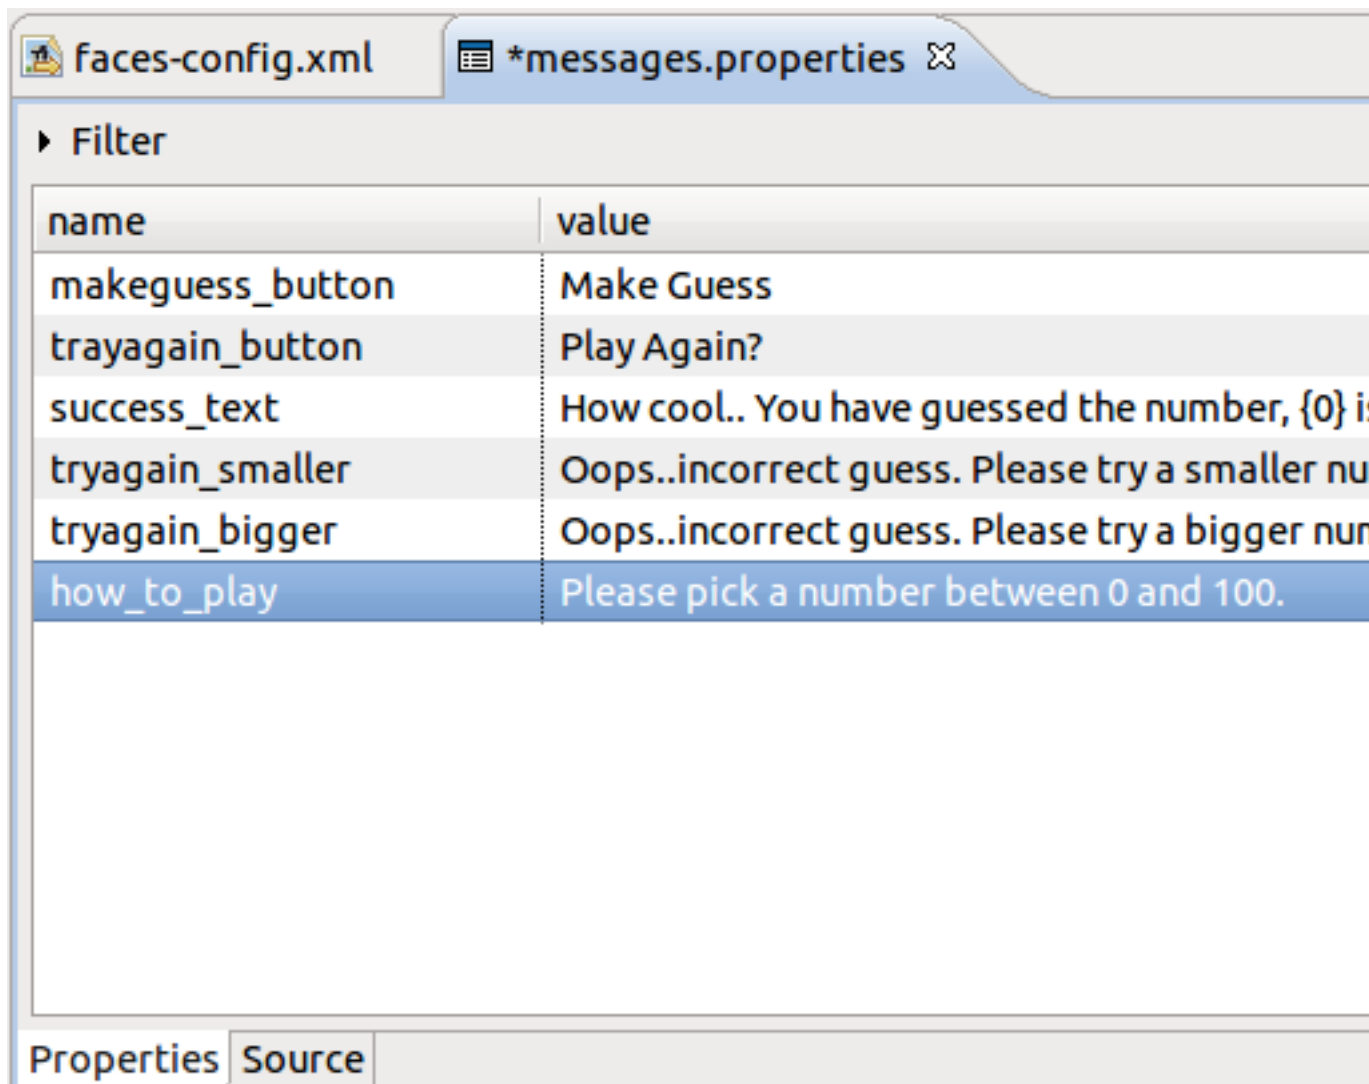 faces-config.xml *messages.properties
Filter
name value
makeguess_button Make Guess
trayagain_button Play Again?
success_text How cool.. You have guessed the number, {0}
tryagain_smaller Oops..incorrect guess. Please try a smaller
tryagain_bigger Oops..incorrect guess. Please try a bigger
how_to_play Please pick a number between 0 and 100.
Properties Source